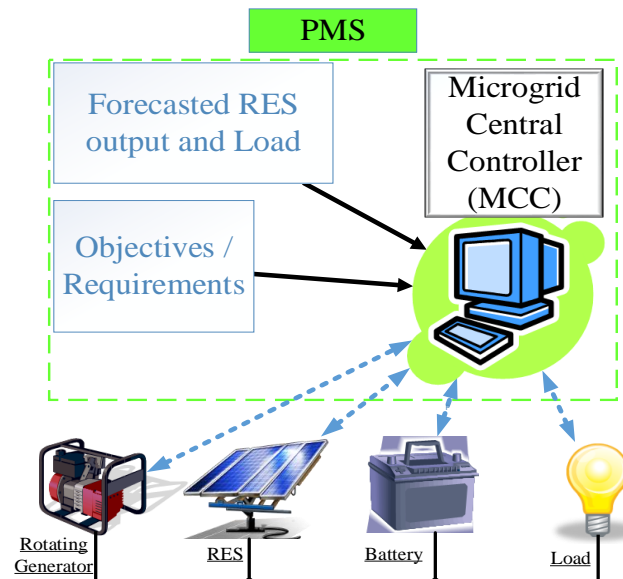 PMS
Forecasted RES
output and Load
Microgrid
Central
Controller
(MCC)
Objectives /
Requirements
Rotating
Generator
RES
Battery
Load